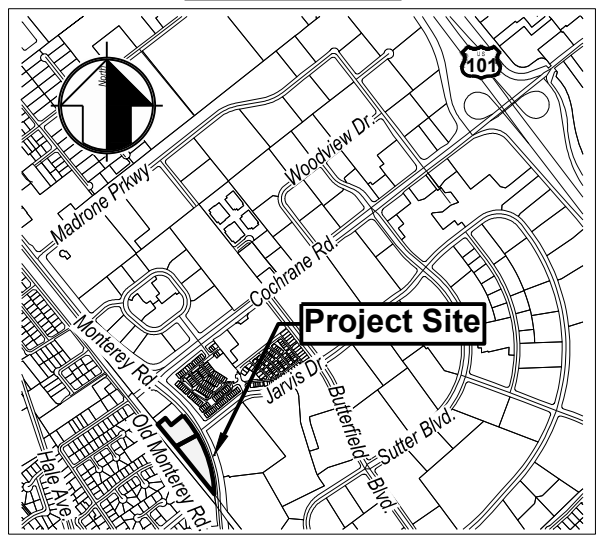 North
US
101
Woodview Dr.
Madrone Prkwy
Cochrane Rd.
Project Site
Monterey Rd.
Jarvis Dr.
Butterfield Blvd.
Old Monterey Rd.
Sutter Blvd.
Hale Ave.